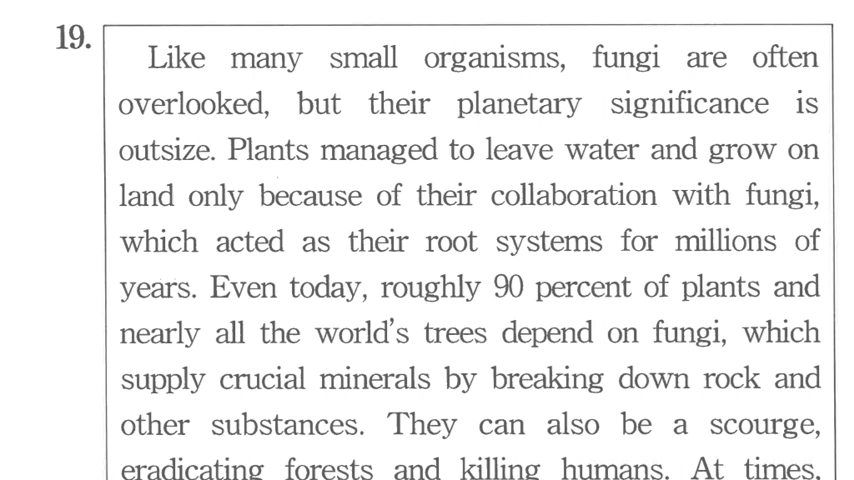 19.
Like many small organisms, fungi are often
overlooked, but their planetary significance is
outsize. Plants managed to leave water and grow on
land only because of their collaboration with fungi,
which acted as their root systems for millions of
years. Even today, roughly 90 percent of plants and
nearly all the world's trees depend on fungi, which
supply crucial minerals by breaking down rock and
other substances. They can also be a scourge,
eradicating forests and killing humans. At times,